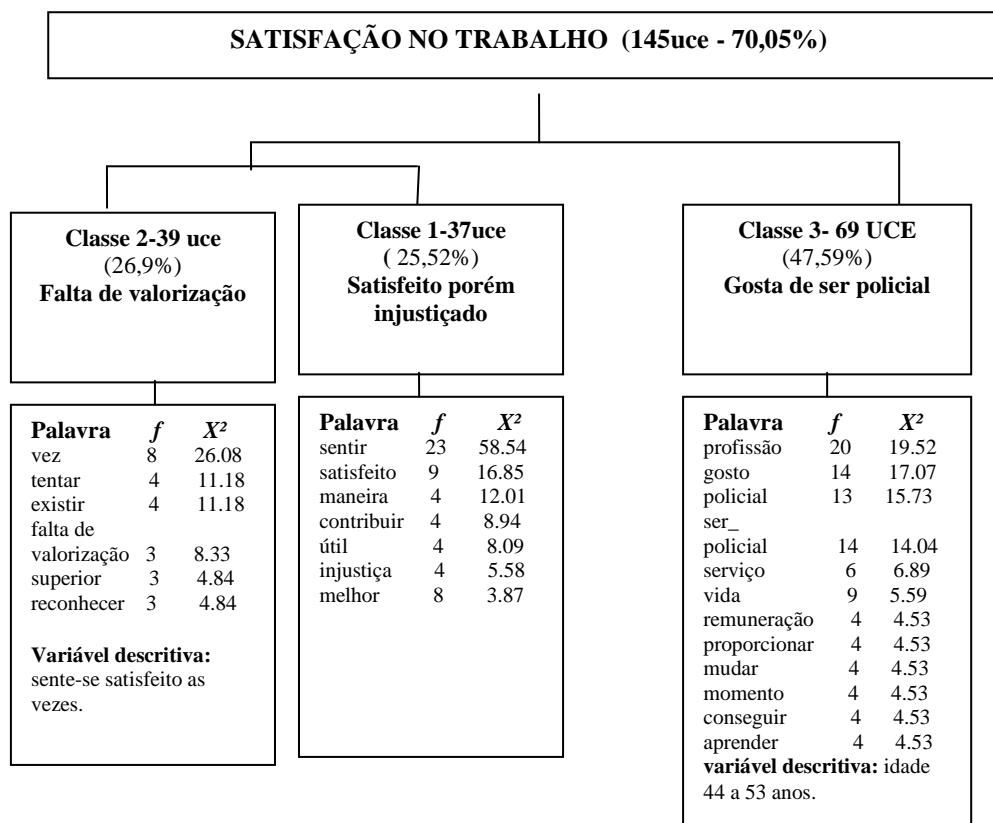 SATISFAÇÃO NO TRABALHO (145uce - 70,05%)
Classe 2-39 uce
(26,9%)
Falta de valorização
Palavra f X²
vez 8 26.08
tentar 4 11.18
existir 4 11.18
falta de
valorização 3 8.33
superior 3 4.84
reconhecer 3 4.84
Variável descritiva:
sente-se satisfeito as
vezes.
Classe 1-37uce
( 25,52%)
Satisfeito porém
injustiçado
Palavra f X²
sentir 23 58.54
satisfeito 9 16.85
maneira 4 12.01
contribuir 4 8.94
útil 4 8.09
injustiça 4 5.58
melhor 8 3.87
Classe 3- 69 UCE
(47,59%)
Gosta de ser policial
Palavra f X²
profissão 20 19.52
gosto 14 17.07
policial 13 15.73
ser_
policial 14 14.04
serviço 6 6.89
vida 9 5.59
remuneração 4 4.53
proporcionar 4 4.53
mudar 4 4.53
momento 4 4.53
conseguir 4 4.53
aprender 4 4.53
variável descritiva: idade
44 a 53 anos.